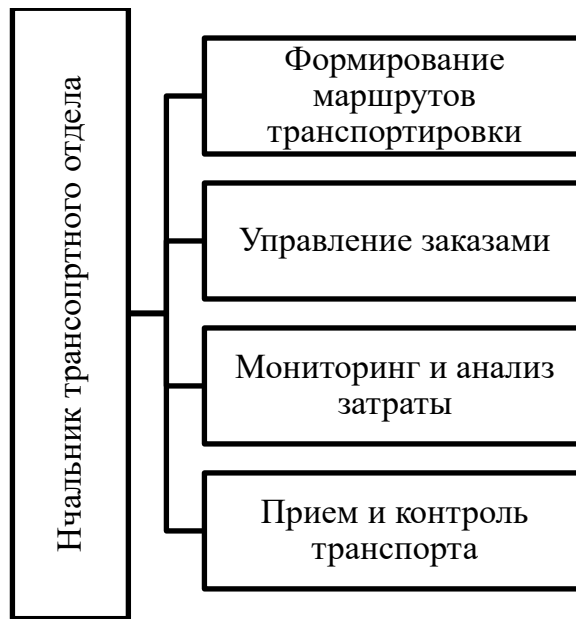 Нчальник трансопртного отдела
Формирование
маршрутов
транспортировки
Управление заказами
Мониторинг и анализ
затраты
Прием и контроль
транспорта